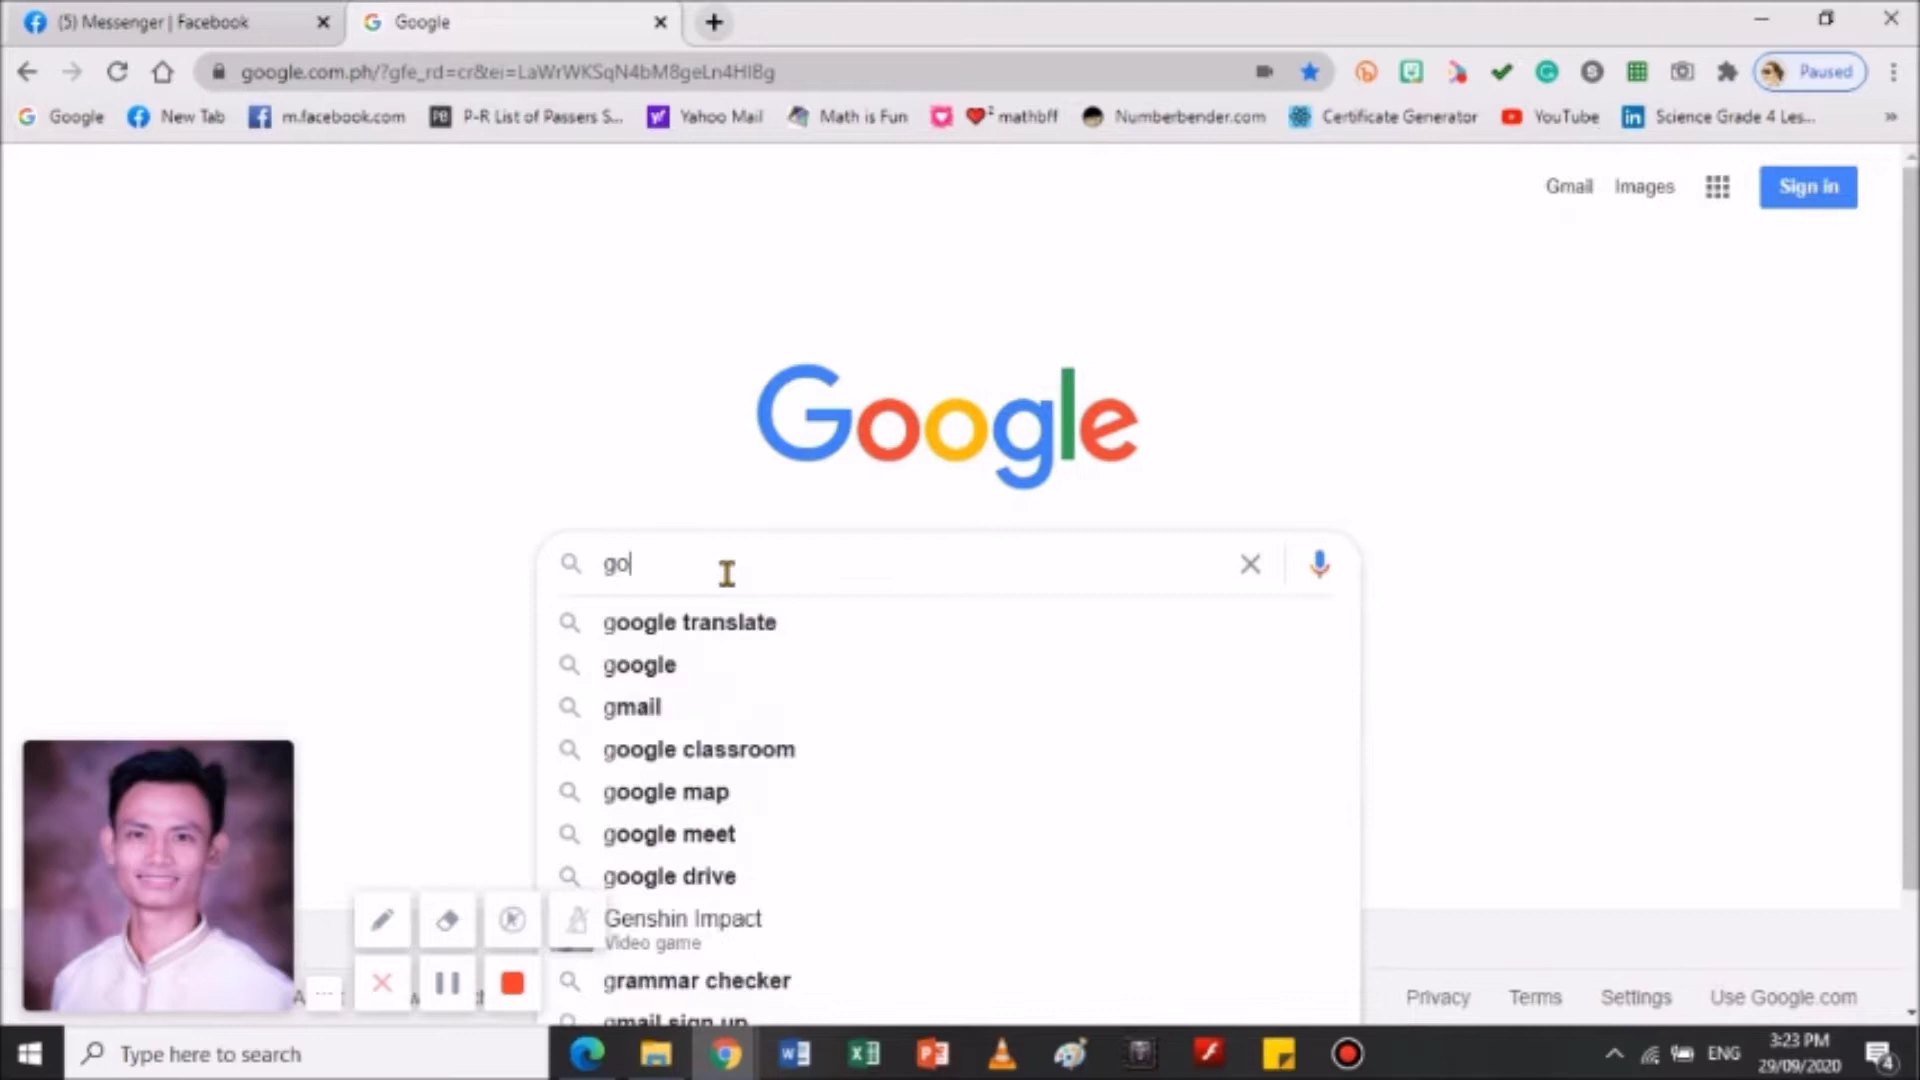 (5) Messenger | Facebook
Google
google.com.ph/?gfe_rd=cr&ei=LaWrWKSqN4bM8geLn4HIBg
Paused
Google
New Tab
m.facebook.com
P-R List of Passers S...
Yahoo Mail
Math is Fun
mathbff
Numberbender.com
Certificate Generator
YouTube
Science Grade 4 Les...
»
Gmail Images
Sign in
Google
go
google translate
google
gmail
google classroom
google map
google meet
google drive
Genshin Impact
Video game
grammar checker
gmail sign up
Privacy Terms Settings Use Google.com
Type here to search
ENG
3:23 PM
29/09/2020
4